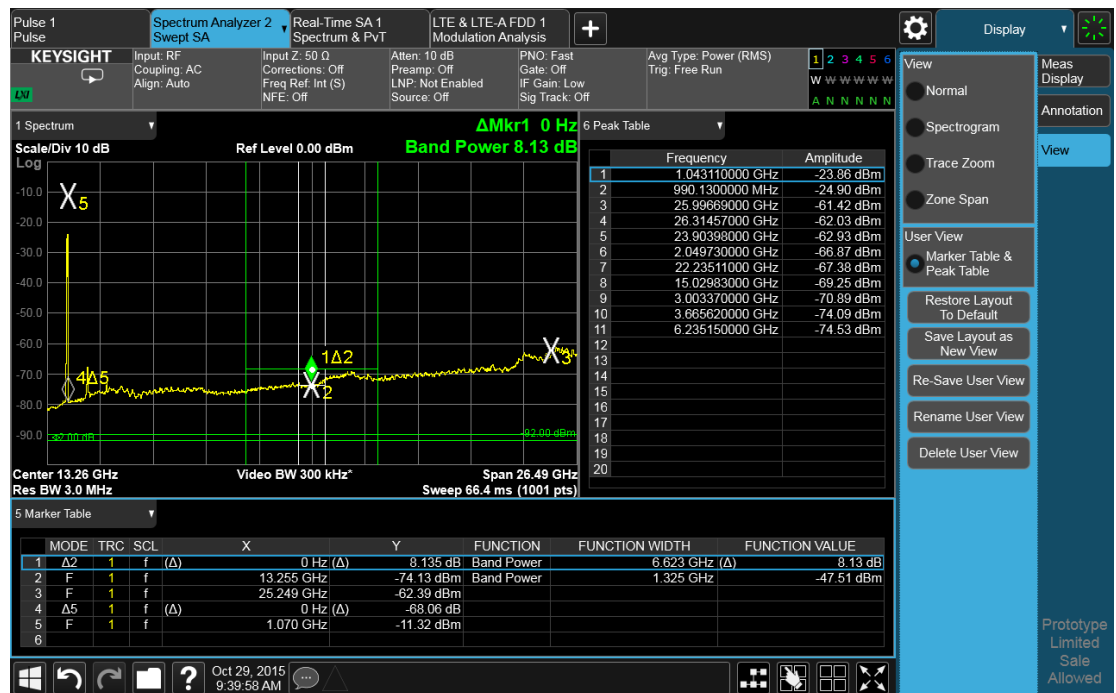 Pulse 1
Pulse
Spectrum Analyzer 2
Swept SA
Real-Time SA 1
Spectrum & PvT
LTE & LTE-A FDD 1
Modulation Analysis
Display
KEYSIGHT
LXI
Input: RF
Coupling: AC
Align: Auto
Input Z: 50 Ω
Corrections: Off
Freq Ref: Int (S)
NFE: Off
Atten: 10 dB
Preamp: Off
LNP: Not Enabled
Source: Off
PNO: Fast
Gate: Off
IF Gain: Low
Sig Track: Off
Avg Type: Power (RMS)
Trig: Free Run
1 2 3 4 5 6
W W W W W W
A N N N N N
1 Spectrum
ΔMkr1 0 Hz
Scale/Div 10 dB
Ref Level 0.00 dBm
Band Power 8.13 dB
Log
-10.0
-20.0
-30.0
-40.0
-50.0
-60.0
-70.0
-80.0
-90.0
5
4Δ5
1Δ2
2
3
-92.00 dBm
Center 13.26 GHz
Video BW 300 kHz*
Span 26.49 GHz
Res BW 3.0 MHz
Sweep 66.4 ms (1001 pts)
6 Peak Table
Frequency Amplitude
1 1.043110000 GHz -23.86 dBm
2 990.1300000 MHz -24.90 dBm
3 25.99669000 GHz -61.42 dBm
4 26.31457000 GHz -62.03 dBm
5 23.90398000 GHz -62.93 dBm
6 2.049730000 GHz -66.87 dBm
7 22.23511000 GHz -67.38 dBm
8 15.02983000 GHz -69.25 dBm
9 3.003370000 GHz -70.89 dBm
10 3.665620000 GHz -74.09 dBm
11 6.235150000 GHz -74.53 dBm
12
13
14
15
16
17
18
19
20
5 Marker Table
MODE TRC SCL X Y FUNCTION FUNCTION WIDTH FUNCTION VALUE
1 Δ2 1 f (Δ) 0 Hz (Δ) 8.135 dB Band Power 6.623 GHz (Δ) 8.13 dB
2 F 1 f 13.255 GHz -74.13 dBm Band Power 1.325 GHz -47.51 dBm
3 F 1 f 25.249 GHz -62.39 dBm
4 Δ5 1 f (Δ) 0 Hz (Δ) -68.06 dB
5 F 1 f 1.070 GHz -11.32 dBm
6
View
Normal
Spectrogram
Trace Zoom
Zone Span
User View
Marker Table &
Peak Table
Restore Layout
To Default
Save Layout as
New View
Re-Save User View
Rename User View
Delete User View
Meas
Display
Annotation
View
Prototype
Limited
Sale
Allowed
?
Oct 29, 2015
9:39:58 AM